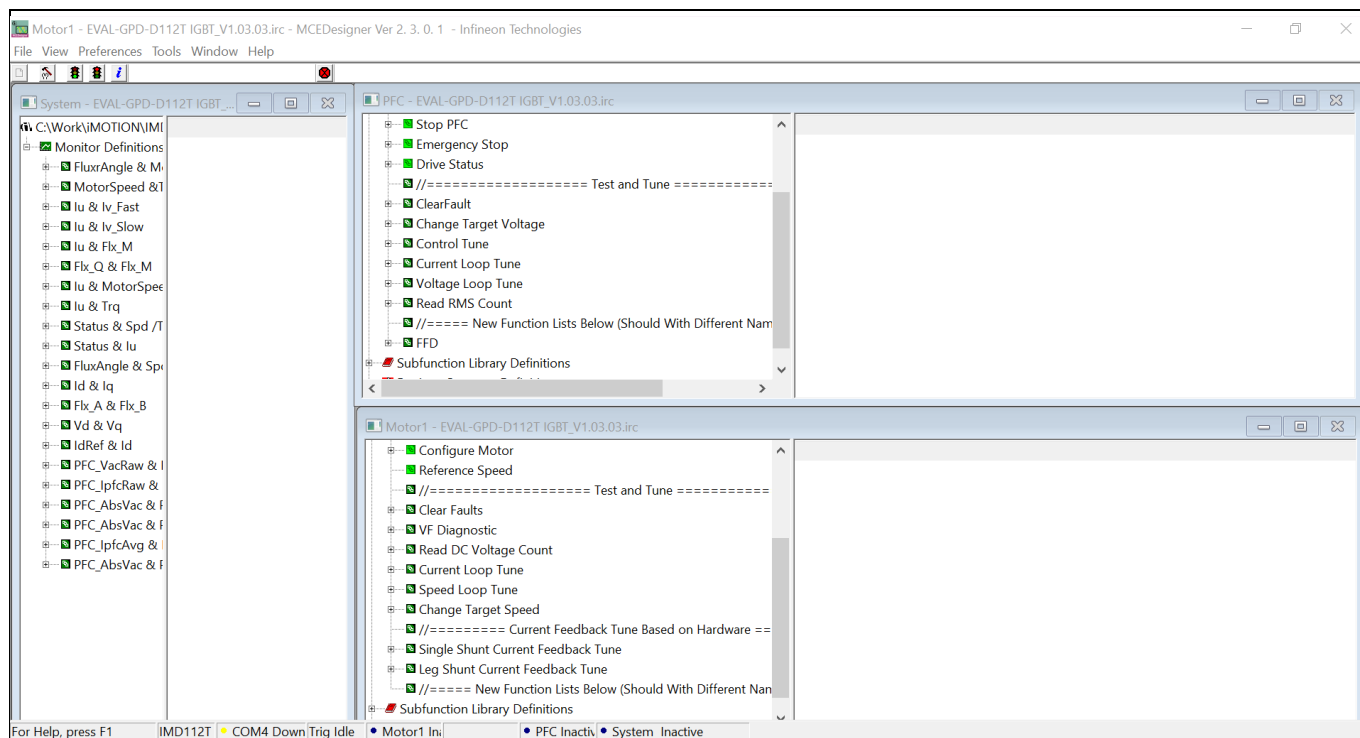 Motor1 - EVAL-GPD-D112T IGBT_V1.03.03.irc - MCEDesigner Ver 2. 3. 0. 1 - Infineon Technologies
File View Preferences Tools Window Help
System - EVAL-GPD-D112T IGBT_...
C:\Work\iMOTION\IMI
Monitor Definitions
FluxrAngle & M
MotorSpeed &T
Iu & Iv_Fast
Iu & Iv_Slow
Iu & Flx_M
Flx_Q & Flx_M
Iu & MotorSpee
Iu & Trq
Status & Spd /T
Status & Iu
FluxAngle & Sp
Id & Iq
Flx_A & Flx_B
Vd & Vq
IdRef & Id
PFC_VacRaw & I
PFC_IpfcRaw &
PFC_AbsVac & F
PFC_AbsVac & F
PFC_IpfcAvg &
PFC_AbsVac & F
PFC - EVAL-GPD-D112T IGBT_V1.03.03.irc
Stop PFC
Emergency Stop
Drive Status
//=================== Test and Tune ============
ClearFault
Change Target Voltage
Control Tune
Current Loop Tune
Voltage Loop Tune
Read RMS Count
//===== New Function Lists Below (Should With Different Nam
FFD
Subfunction Library Definitions
Motor1 - EVAL-GPD-D112T IGBT_V1.03.03.irc
Configure Motor
Reference Speed
//=================== Test and Tune ===========
Clear Faults
VF Diagnostic
Read DC Voltage Count
Current Loop Tune
Speed Loop Tune
Change Target Speed
//========= Current Feedback Tune Based on Hardware ==
Single Shunt Current Feedback Tune
Leg Shunt Current Feedback Tune
//===== New Function Lists Below (Should With Different Nan
Subfunction Library Definitions
For Help, press F1 IMD112T COM4 Down Trig Idle Motor1 In PFC Inacti System Inactive